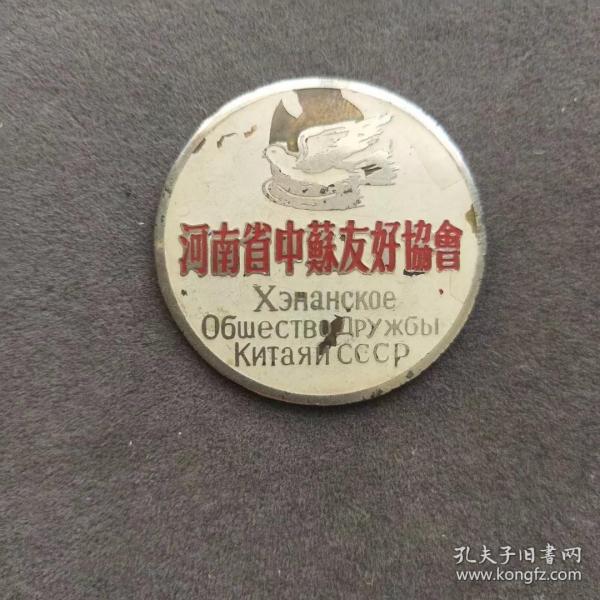 河南省中蘇友好協會
Хэнанское
Общество Дружбы
Китая и СССР
孔夫子旧书网
www.kongfz.com